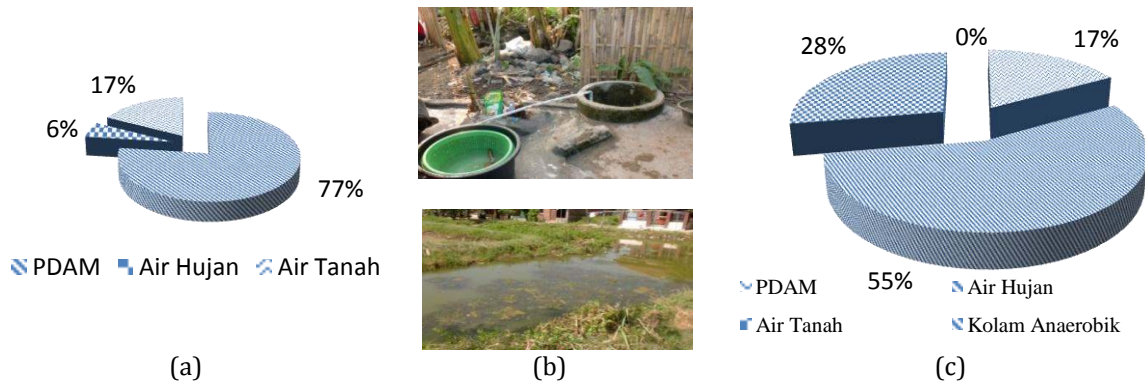 17%
6%
77%
PDAM Air Hujan Air Tanah
(a)
(b)
28%
0%
17%
55%
PDAM Air Hujan
Air Tanah Kolam Anaerobik
(c)